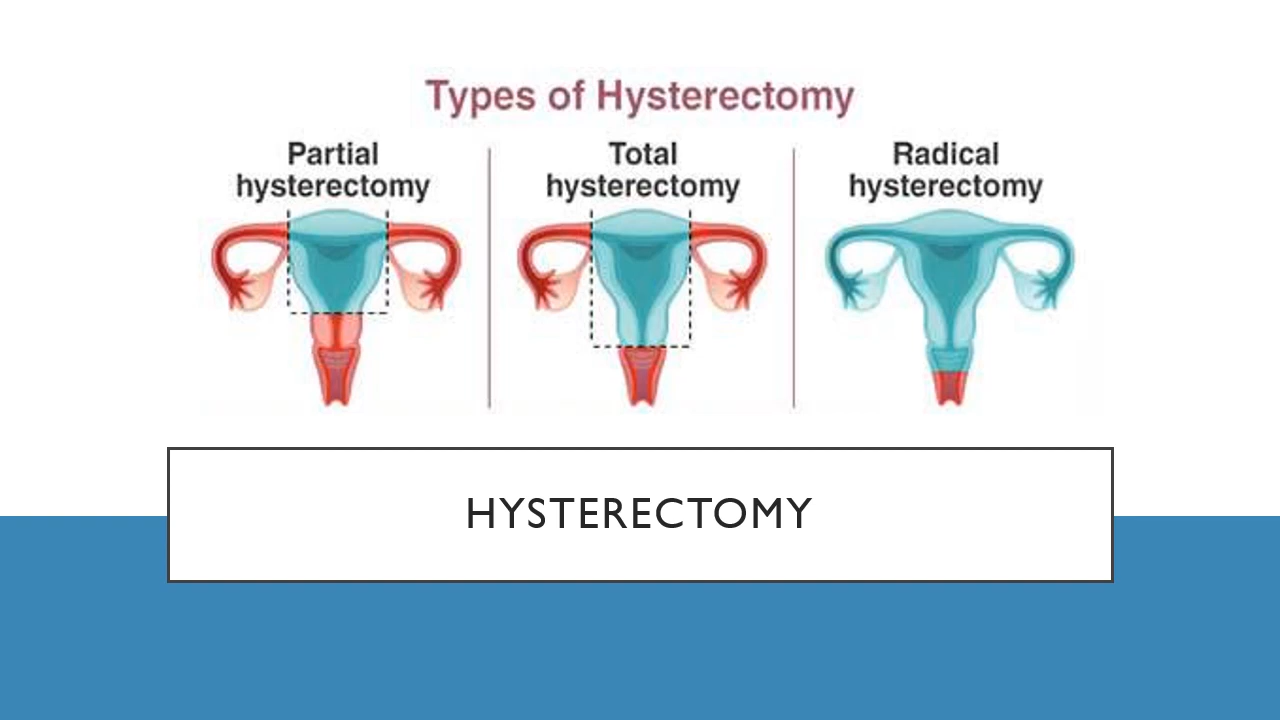 Types of Hysterectomy
Partial
hysterectomy
Total
hysterectomy
Radical
hysterectomy
HYSTERECTOMY